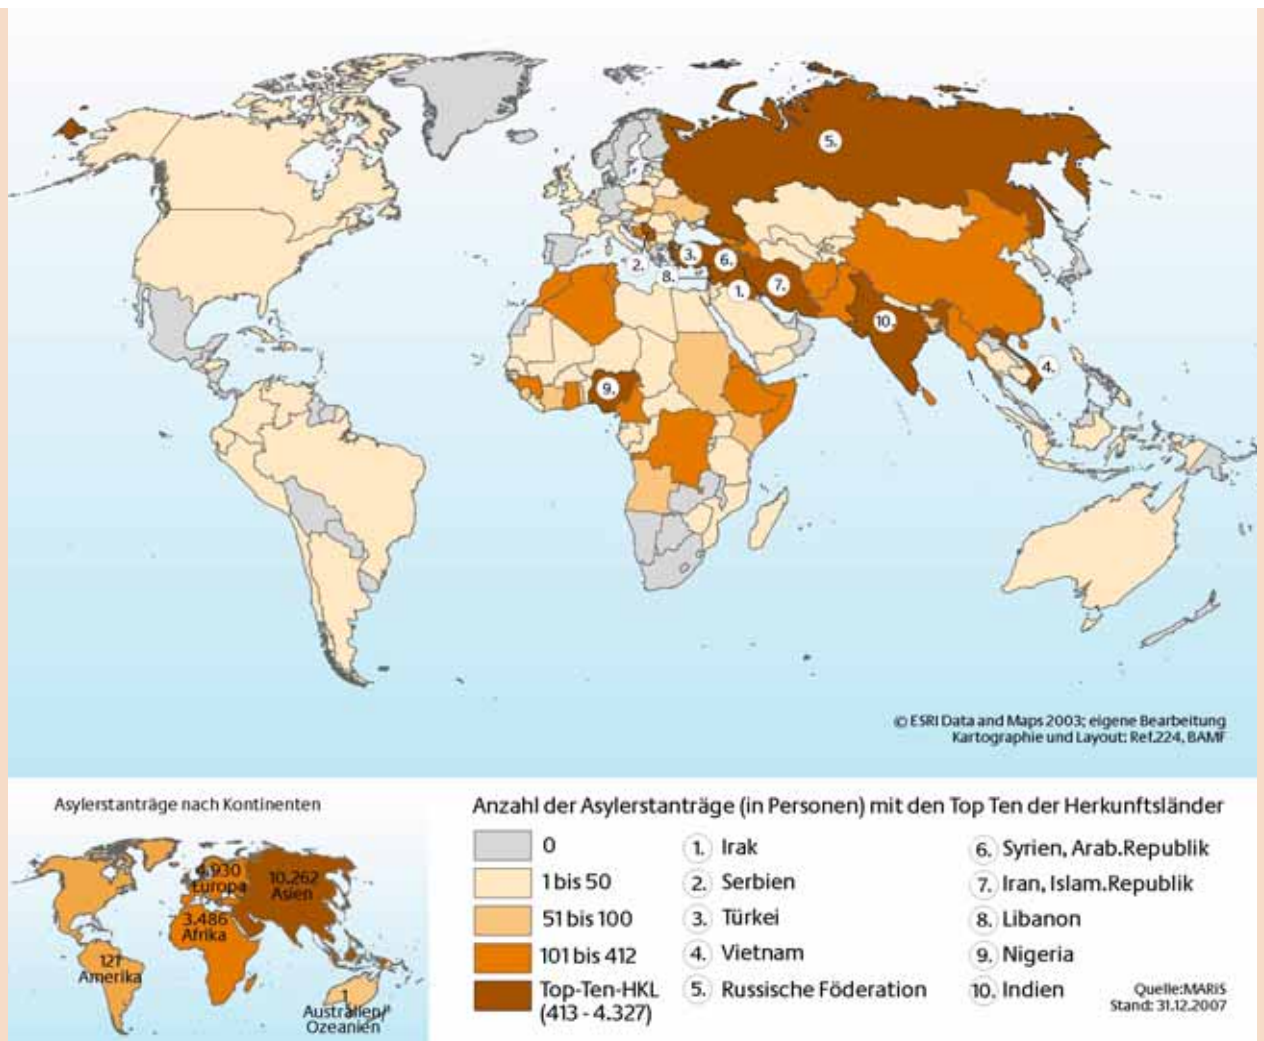 5.
3.
6.
2.
8.
1.
7.
10.
4.
9.
© ESRI Data and Maps 2003; eigene Bearbeitung
Kartographie und Layout: Ref.224, BAMF
Asylerstanträge nach Kontinenten
4.930
Europa
10.262
Asien
3.486
Afrika
121
Amerika
1
Australien/
Ozeanien
Anzahl der Asylerstanträge (in Personen) mit den Top Ten der Herkunftsländer
0
1 bis 50
51 bis 100
101 bis 412
Top-Ten-HKL
(413 - 4.327)
1. Irak
2. Serbien
3. Türkei
4. Vietnam
5. Russische Föderation
6. Syrien, Arab.Republik
7. Iran, Islam.Republik
8. Libanon
9. Nigeria
10. Indien
Quelle:MARiS
Stand: 31.12.2007